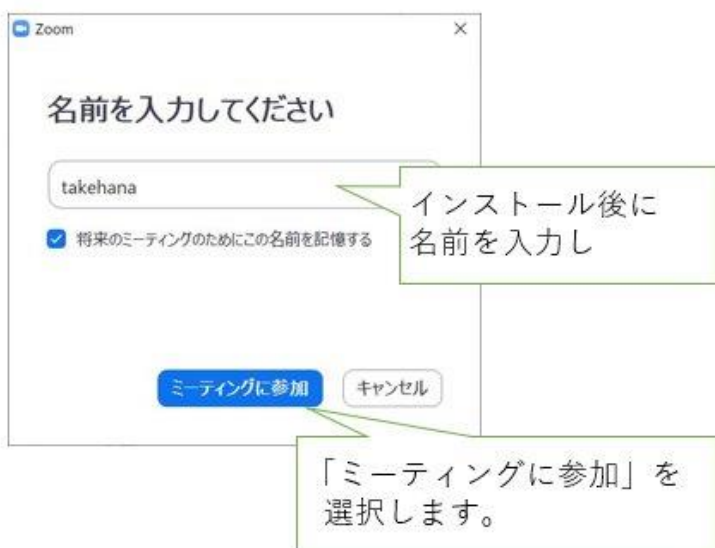 Zoom
名前を入力してください
takehana
将来のミーティングのためにこの名前を記憶する
インストール後に
名前を入力し
ミーティングに参加
キャンセル
「ミーティングに参加」を
選択します。